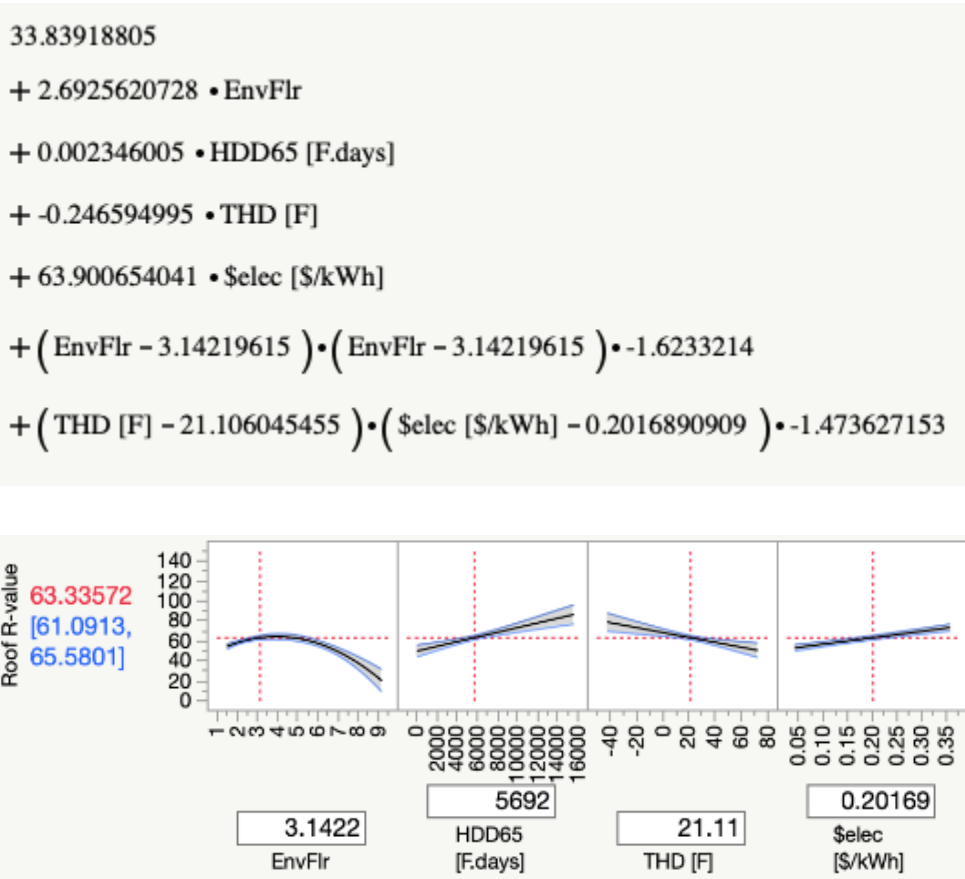 33.83918805
+ 2.6925620728 • EnvFlr
+ 0.002346005 • HDD65 [F.days]
+ -0.246594995 • THD [F]
+ 63.900654041 • $elec [$/kWh]
+ ( EnvFlr – 3.14219615 ) • ( EnvFlr – 3.14219615 ) • -1.6233214
+ ( THD [F] – 21.106045455 ) • ( $elec [$/kWh] – 0.2016890909 ) • -1.473627153
Roof R-value
63.33572
[61.0913,
65.5801]
140
120
100
80
60
40
20
0
1 2 3 4 5 6 7 8 9
0 2000 4000 6000 8000 10000 12000 14000 16000
-40 -20 0 20 40 60 80
0.05 0.10 0.15 0.20 0.25 0.30 0.35
3.1422
EnvFlr
5692
HDD65
[F.days]
21.11
THD [F]
0.20169
$elec
[$/kWh]